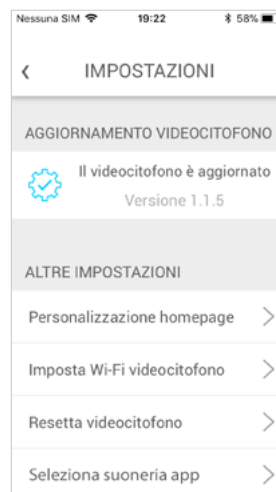 Nessuna SIM 19:22 58%
IMPOSTAZIONI
AGGIORNAMENTO VIDEOCITOFONO
Il videocitofono è aggiornato
Versione 1.1.5
ALTRE IMPOSTAZIONI
Personalizzazione homepage
Imposta Wi-Fi videocitofono
Resetta videocitofono
Seleziona suoneria app